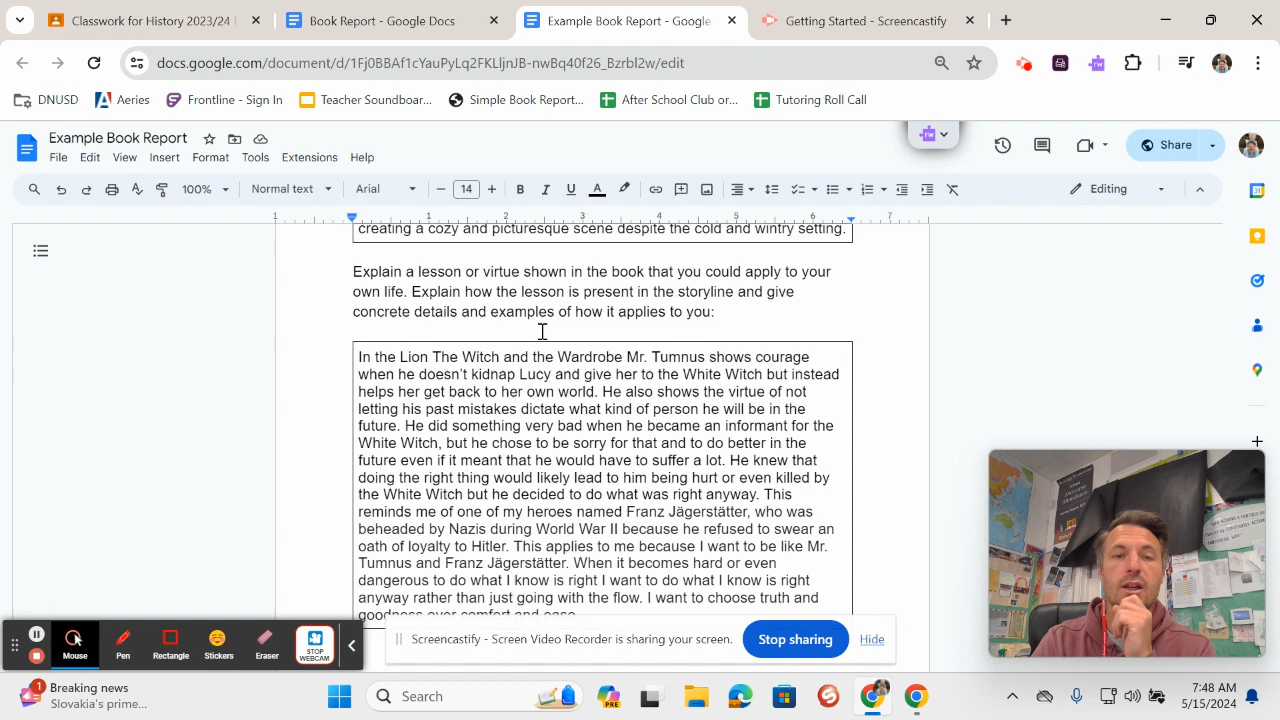 Classwork for History 2023/24
Book Report - Google Docs
Example Book Report - Google
Getting Started - Screencastify
docs.google.com/document/d/1Fj0BBAf1cYauPyLq2FKLljnJB-nwBq40f26_Bzrbl2w/edit
DNUSD
Aeries
Frontline - Sign In
Teacher Soundboar...
Simple Book Report...
After School Club or...
Tutoring Roll Call
Example Book Report
File Edit View Insert Format Tools Extensions Help
Share
100% Normal text Arial 14 Editing
1 1 2 3 4 5 6 7
creating a cozy and picturesque scene despite the cold and wintry setting.
Explain a lesson or virtue shown in the book that you could apply to your
own life. Explain how the lesson is present in the storyline and give
concrete details and examples of how it applies to you:
In the Lion The Witch and the Wardrobe Mr. Tumnus shows courage
when he doesn't kidnap Lucy and give her to the White Witch but instead
helps her get back to her own world. He also shows the virtue of not
letting his past mistakes dictate what kind of person he will be in the
future. He did something very bad when he became an informant for the
White Witch, but he chose to be sorry for that and to do better in the
future even if it meant that he would have to suffer a lot. He knew that
doing the right thing would likely lead to him being hurt or even killed by
the White Witch but he decided to do what was right anyway. This
reminds me of one of my heroes named Franz Jägerstätter, who was
beheaded by Nazis during World War II because he refused to swear an
oath of loyalty to Hitler. This applies to me because I want to be like Mr.
Tumnus and Franz Jägerstätter. When it becomes hard or even
dangerous to do what I know is right I want to do what I know is right
anyway rather than just going with the flow. I want to choose truth and
goodness over comfort and ease.
Mouse
Pen
Rectangle
Stickers
Eraser
STOP
WEBCAM
Screencastify - Screen Video Recorder is sharing your screen.
Stop sharing
Hide
1
Breaking news
Slovakia's prime...
Search
PRE
7:48 AM
5/15/2024